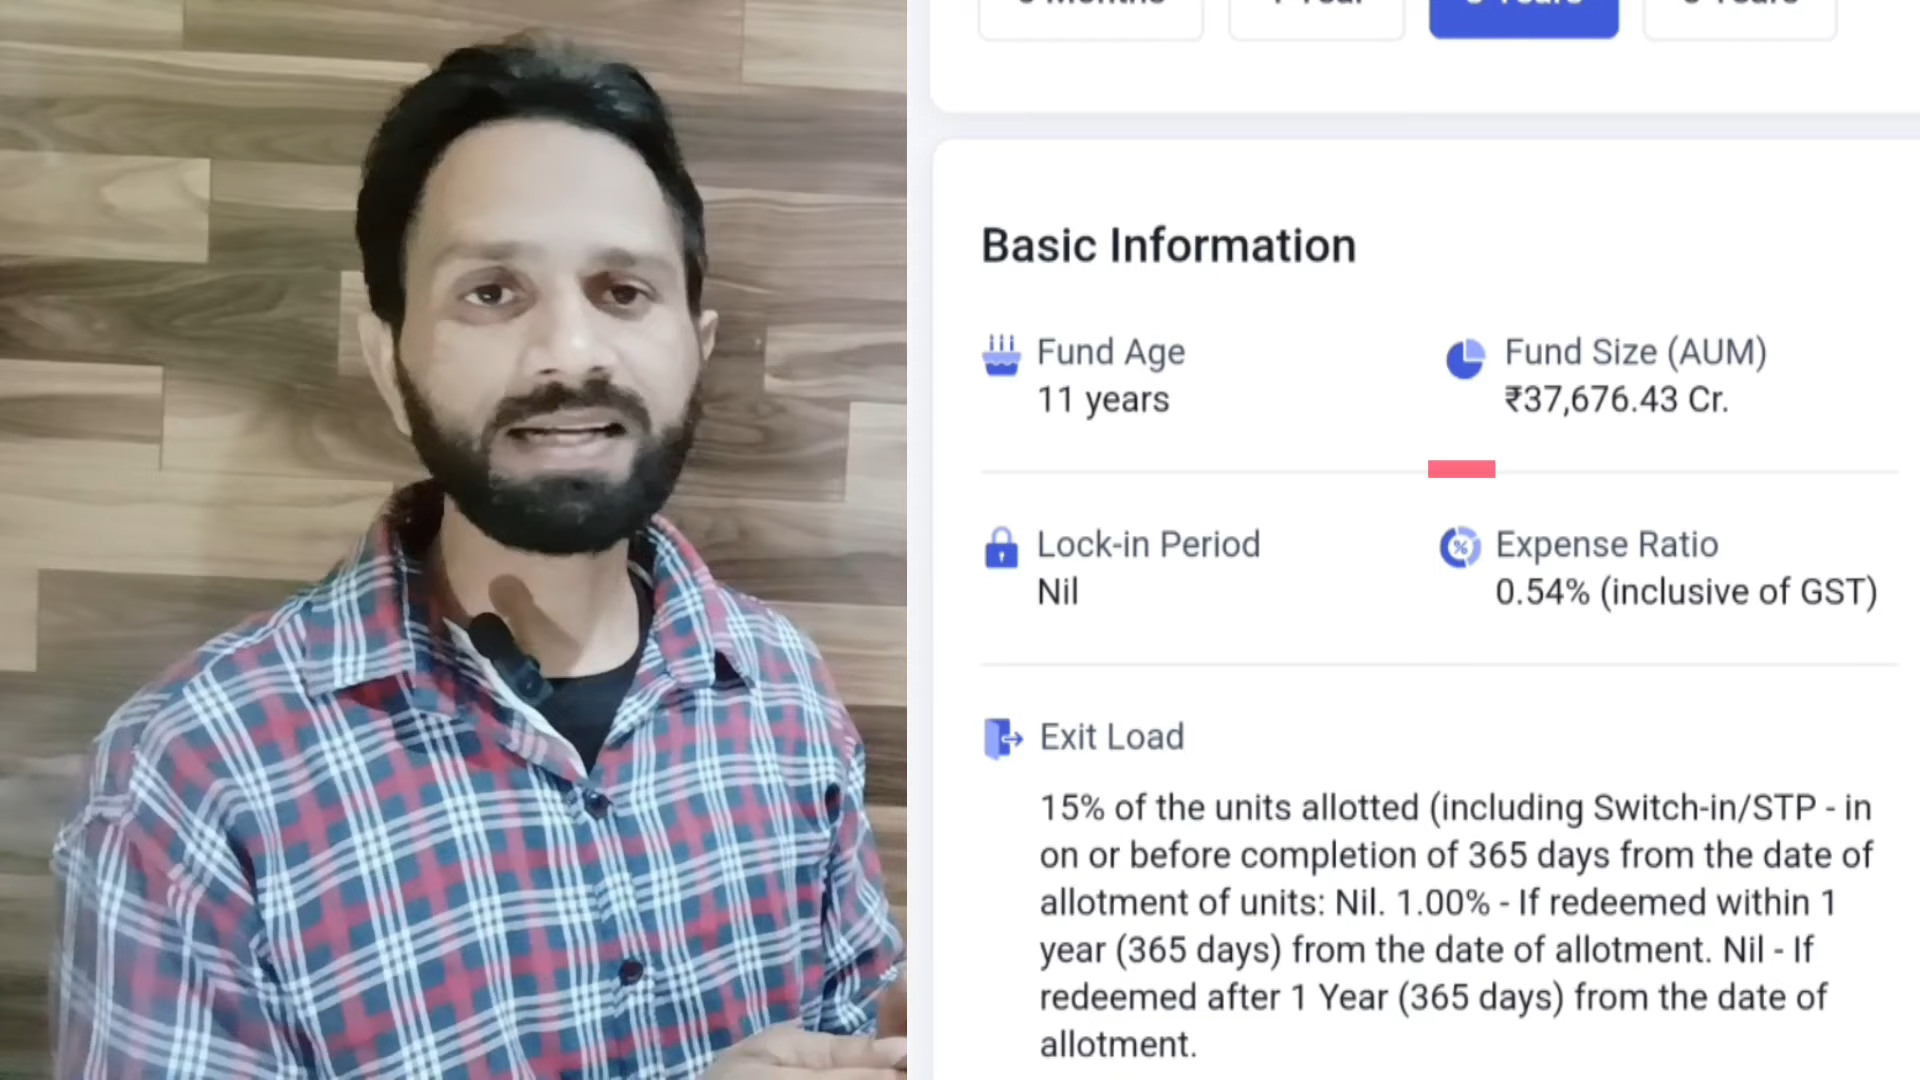 Basic Information
Fund Age
11 years
Fund Size (AUM)
₹37,676.43 Cr.
Lock-in Period
Nil
Expense Ratio
0.54% (inclusive of GST)
Exit Load
15% of the units allotted (including Switch-in/STP - in
on or before completion of 365 days from the date of
allotment of units: Nil. 1.00% - If redeemed within 1
year (365 days) from the date of allotment. Nil - If
redeemed after 1 Year (365 days) from the date of
allotment.